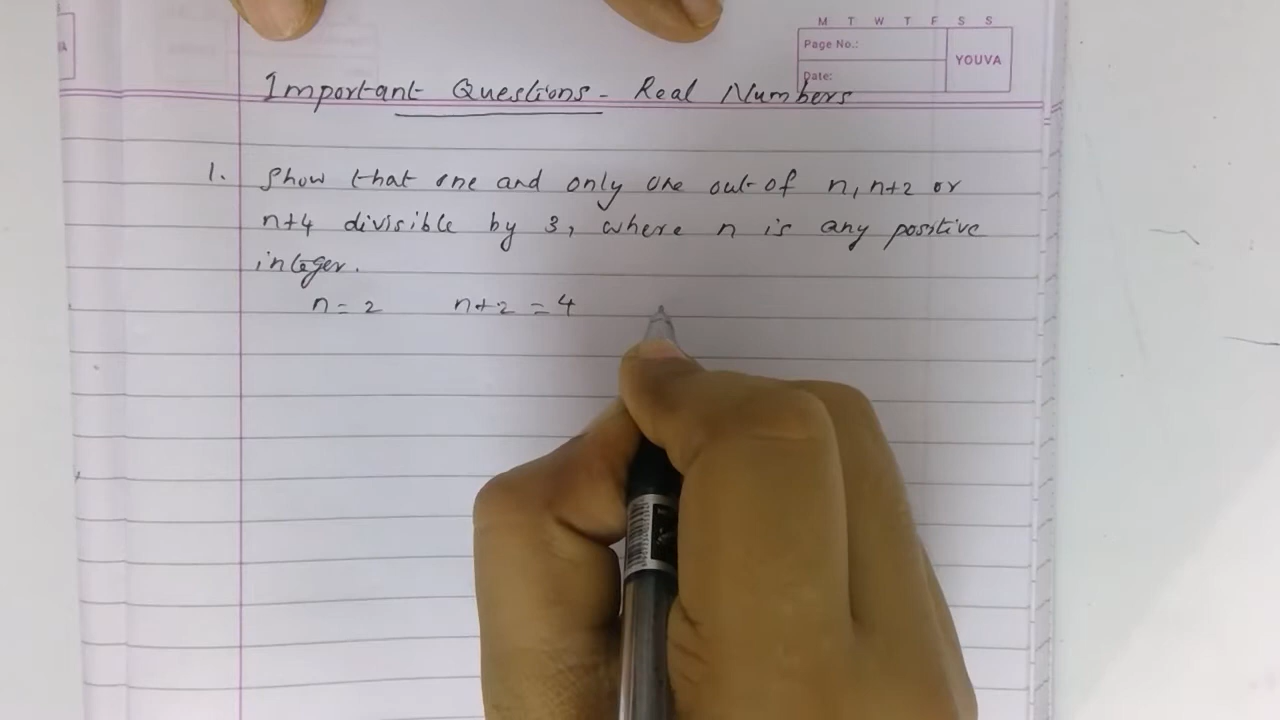 M T W T F S S
Page No.:
YOUVA
Date:
Important Questions - Real Numbers
1. Show that one and only one out of n, n+2 or
n+4 divisible by 3, where n is any positive
integer.
n = 2 n+2 = 4